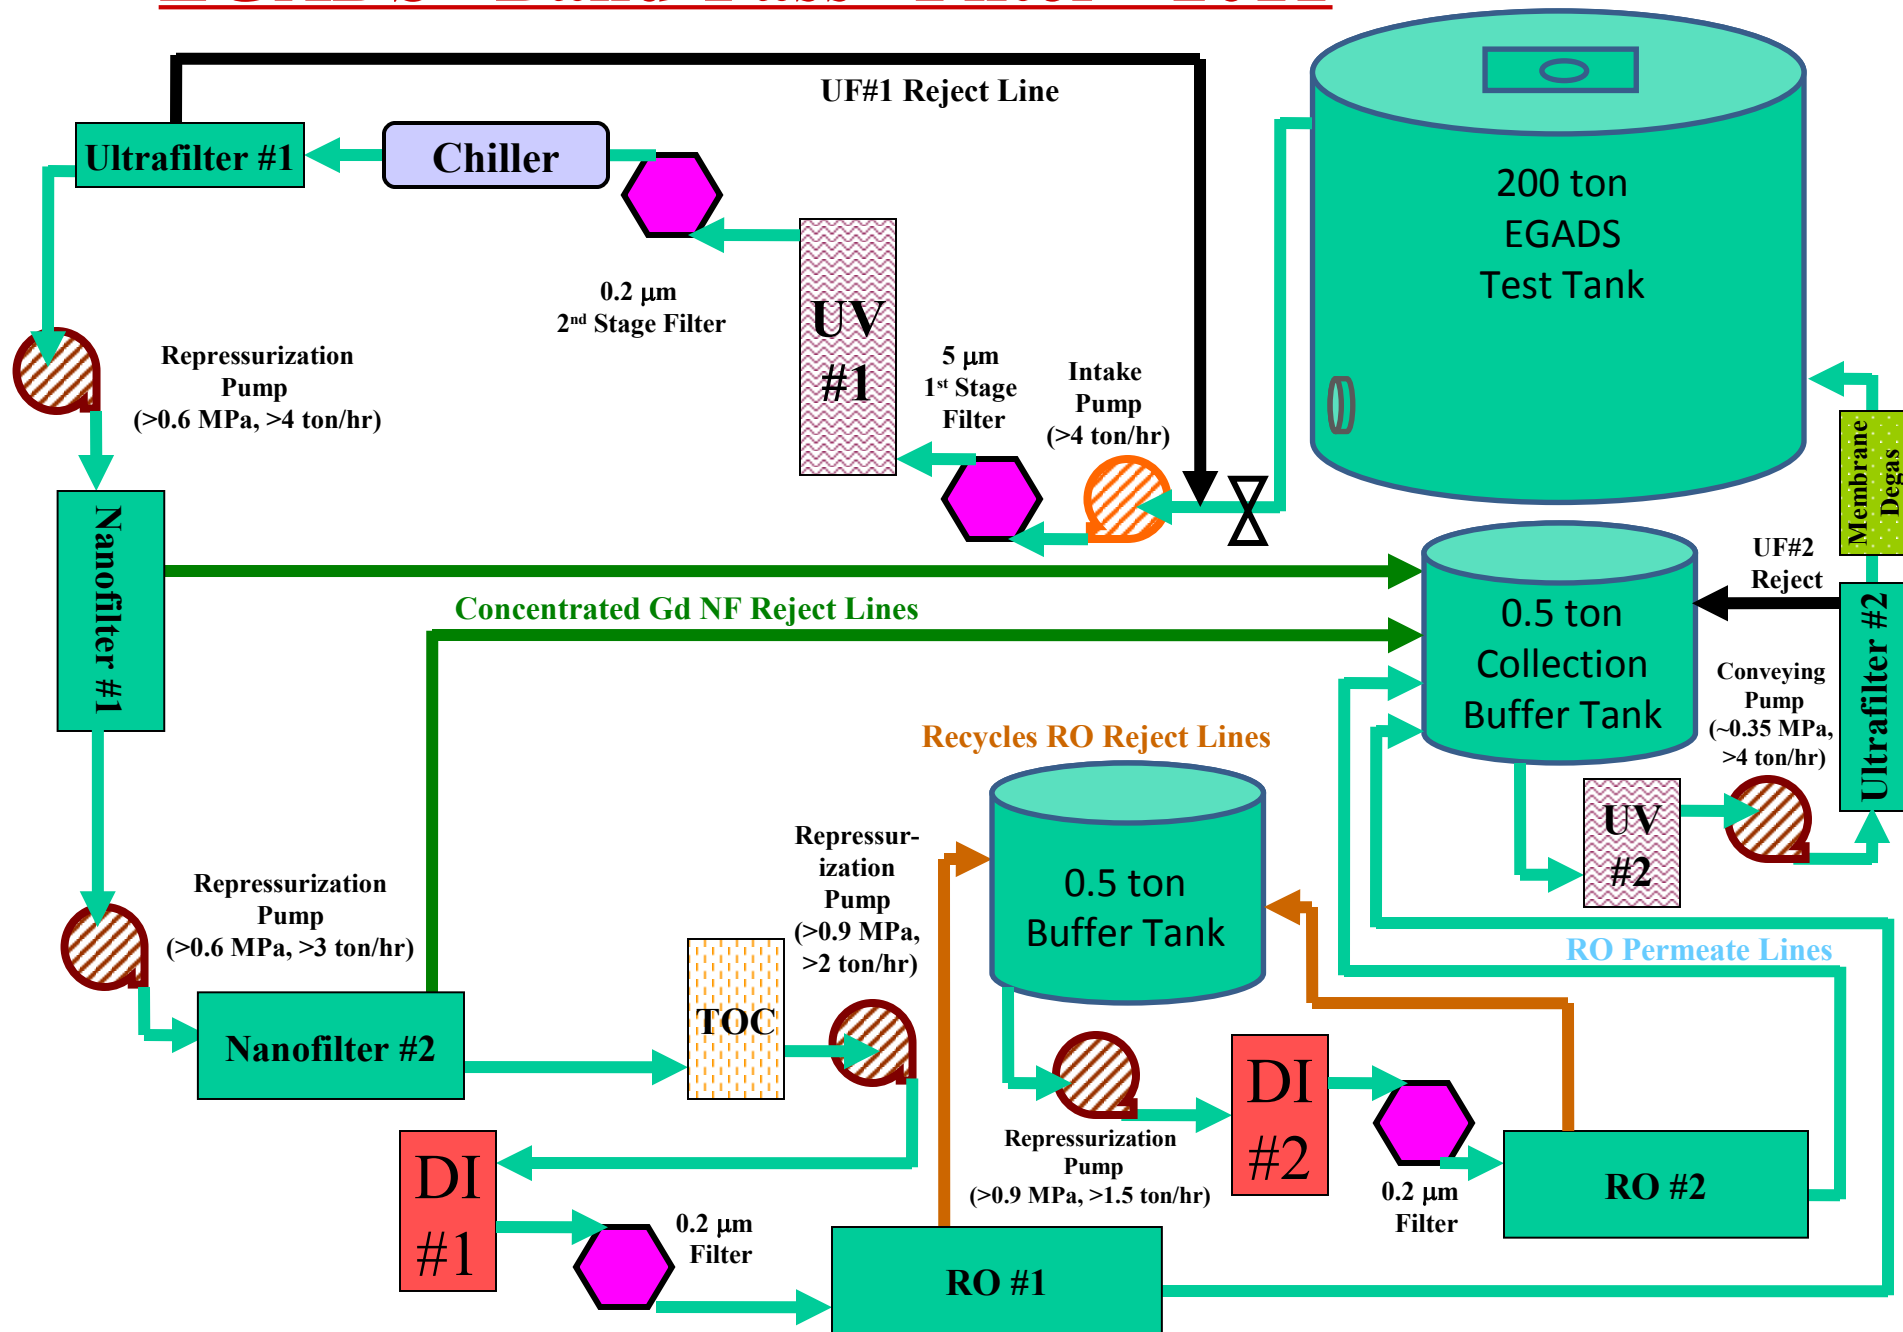 UF#1 Reject Line
Ultrafilter #1
Chiller
200 ton
EGADS
Test Tank
0.2 μm
2nd Stage Filter
UV
#1
Repressurization
Pump
(>0.6 MPa, >4 ton/hr)
5 μm
1st Stage
Filter
Intake
Pump
(>4 ton/hr)
Membrane
Degas
Nanofilter #1
UF#2
Reject
Concentrated Gd NF Reject Lines
0.5 ton
Collection
Buffer Tank
Ultrafilter #2
Conveying
Pump
(~0.35 MPa,
>4 ton/hr)
Recycles RO Reject Lines
UV
#2
Repressur-
ization
Pump
(>0.9 MPa,
>2 ton/hr)
0.5 ton
Buffer Tank
Repressurization
Pump
(>0.6 MPa, >3 ton/hr)
RO Permeate Lines
TOC
Nanofilter #2
DI
#2
Repressurization
Pump
(>0.9 MPa, >1.5 ton/hr)
0.2 μm
Filter
RO #2
DI
#1
0.2 μm
Filter
RO #1